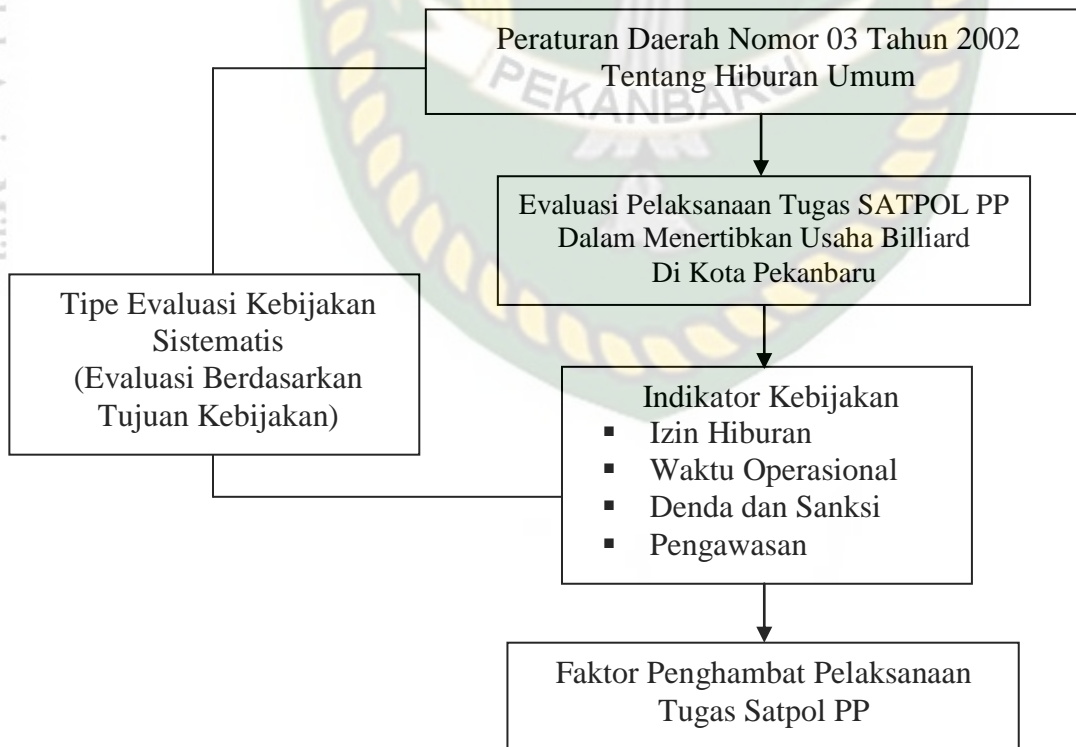 Peraturan Daerah Nomor 03 Tahun 2002
Tentang Hiburan Umum
PEKANBARU
Evaluasi Pelaksanaan Tugas SATPOL PP
Dalam Menertibkan Usaha Billiard
Di Kota Pekanbaru
Tipe Evaluasi Kebijakan
Sistematis
(Evaluasi Berdasarkan
Tujuan Kebijakan)
Indikator Kebijakan
▪ Izin Hiburan
▪ Waktu Operasional
▪ Denda dan Sanksi
▪ Pengawasan
Faktor Penghambat Pelaksanaan
Tugas Satpol PP